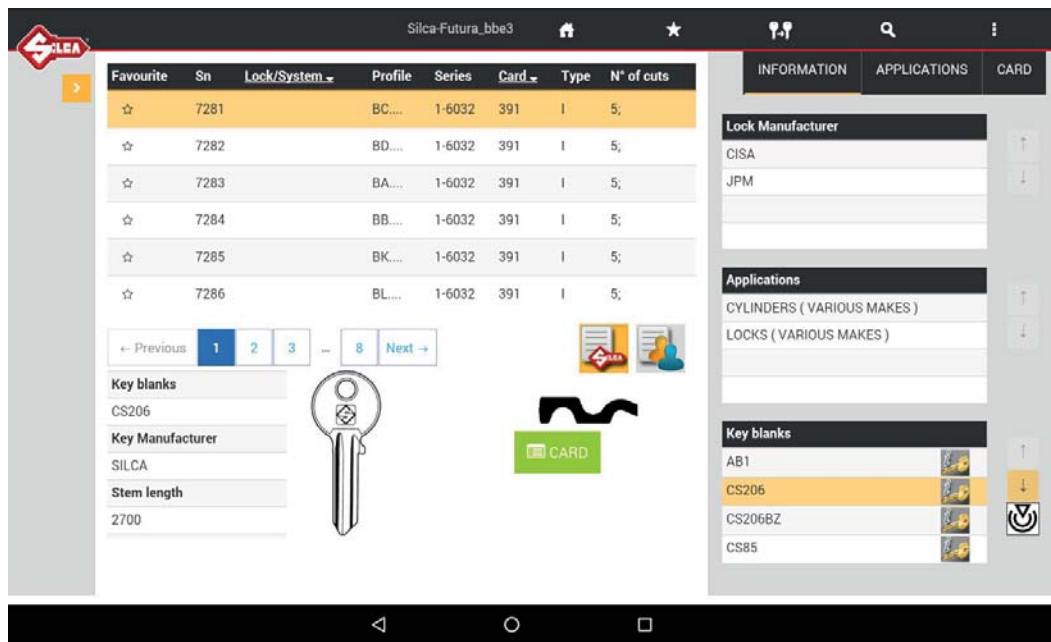 Silca-Futura_bbe3
SILCA
Favourite Sn Lock/System Profile Series Card Type N° of cuts
7281 BC.... 1-6032 391 I 5;
7282 BD.... 1-6032 391 I 5;
7283 BA.... 1-6032 391 I 5;
7284 BB.... 1-6032 391 I 5;
7285 BK.... 1-6032 391 I 5;
7286 BL.... 1-6032 391 I 5;
← Previous 1 2 3 ... 8 Next →
SILCA
Key blanks
CS206
Key Manufacturer
SILCA
Stem length
2700
CARD
INFORMATION APPLICATIONS CARD
Lock Manufacturer
CISA
JPM
Applications
CYLINDERS ( VARIOUS MAKES )
LOCKS ( VARIOUS MAKES )
Key blanks
AB1
CS206
CS206BZ
CS85